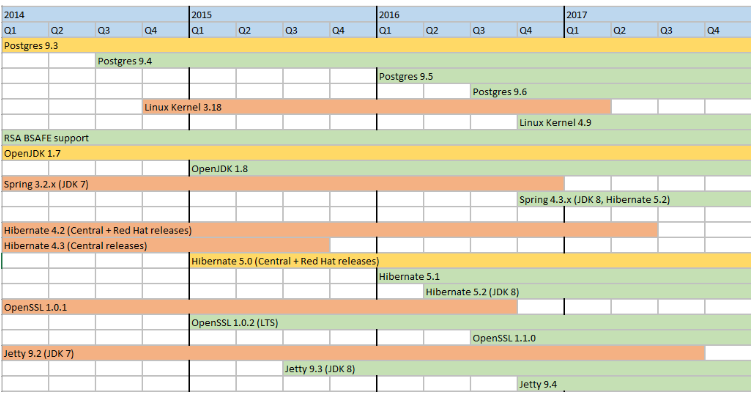 2014 2015 2016 2017
Q1 Q2 Q3 Q4 Q1 Q2 Q3 Q4 Q1 Q2 Q3 Q4 Q1 Q2 Q3 Q4
Postgres 9.3
Postgres 9.4
Postgres 9.5
Postgres 9.6
Linux Kernel 3.18
Linux Kernel 4.9
RSA BSAFE support
OpenJDK 1.7
OpenJDK 1.8
Spring 3.2.x (JDK 7)
Spring 4.3.x (JDK 8, Hibernate 5.2)
Hibernate 4.2 (Central + Red Hat releases)
Hibernate 4.3 (Central releases)
Hibernate 5.0 (Central + Red Hat releases)
Hibernate 5.1
Hibernate 5.2 (JDK 8)
OpenSSL 1.0.1
OpenSSL 1.0.2 (LTS)
OpenSSL 1.1.0
Jetty 9.2 (JDK 7)
Jetty 9.3 (JDK 8)
Jetty 9.4